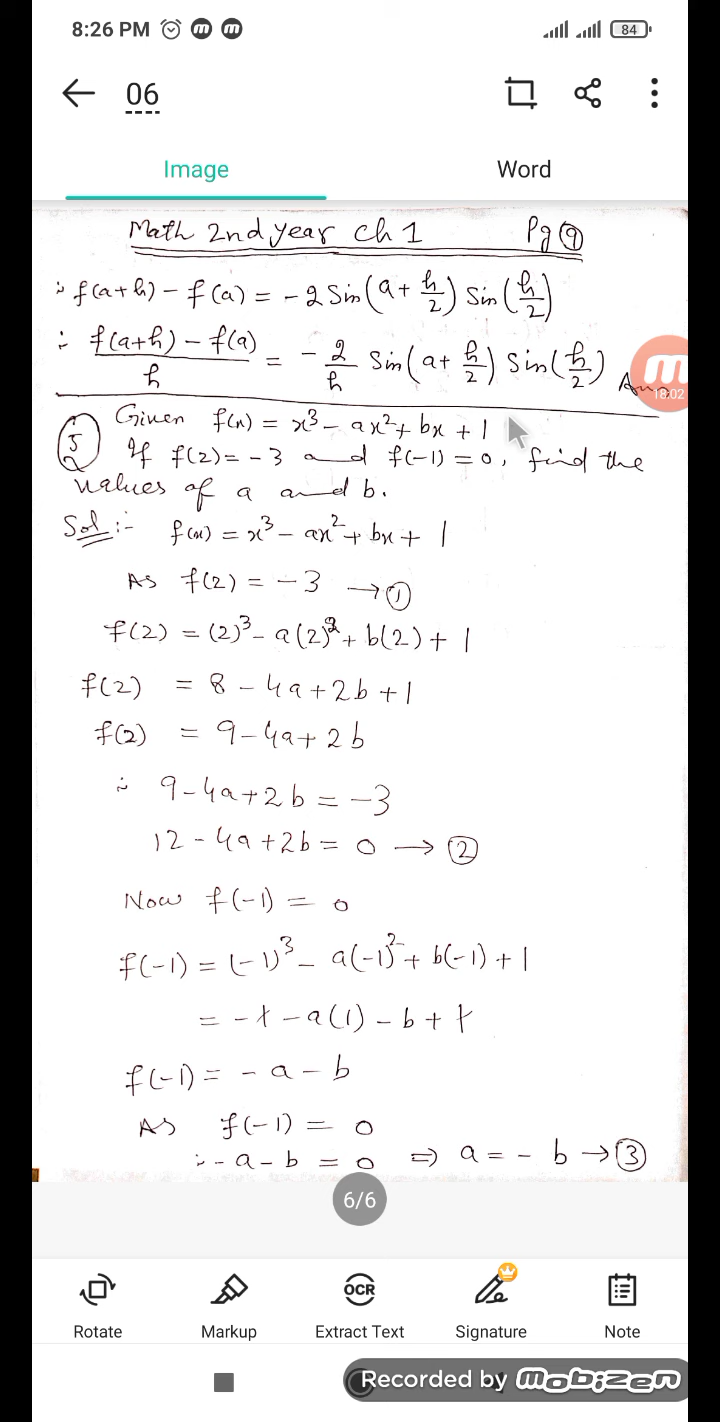 8:26 PM
84
06
Image Word
Math 2nd year ch 1 Pg 9
∴ f(a+h) - f(a) = -2 Sin(a + h/2) Sin(h/2)
∴ f(a+h) - f(a) / h = -2/h Sin(a + h/2) Sin(h/2) Ans
18:02
Q5 Given f(x) = x³ - ax² + bx + 1
If f(2) = -3 and f(-1) = 0, find the
values of a and b.
Sol:- f(x) = x³ - ax² + bx + 1
As f(2) = -3 → ①
f(2) = (2)³ - a(2)² + b(2) + 1
f(2) = 8 - 4a + 2b + 1
f(2) = 9 - 4a + 2b
∴ 9 - 4a + 2b = -3
12 - 4a + 2b = 0 → ②
Now f(-1) = 0
f(-1) = (-1)³ - a(-1)² + b(-1) + 1
= -1 - a(1) - b + 1
f(-1) = - a - b
As f(-1) = 0
∴ - a - b = 0 ⇒ a = - b → ③
6/6
OCR
Rotate Markup Extract Text Signature Note
Recorded by mobizen